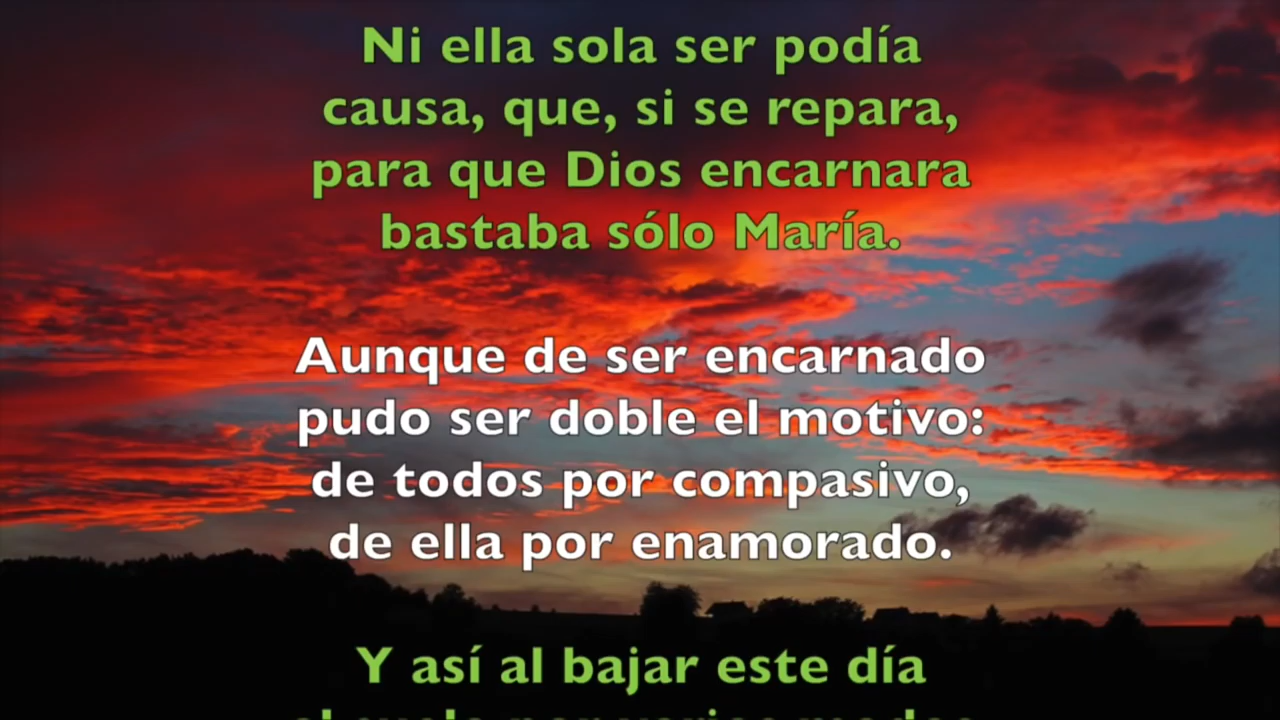 Ni ella sola ser podía
causa, que, si se repara,
para que Dios encarnara
bastaba sólo María.
Aunque de ser encarnado
pudo ser doble el motivo:
de todos por compasivo,
de ella por enamorado.
Y así al bajar este día